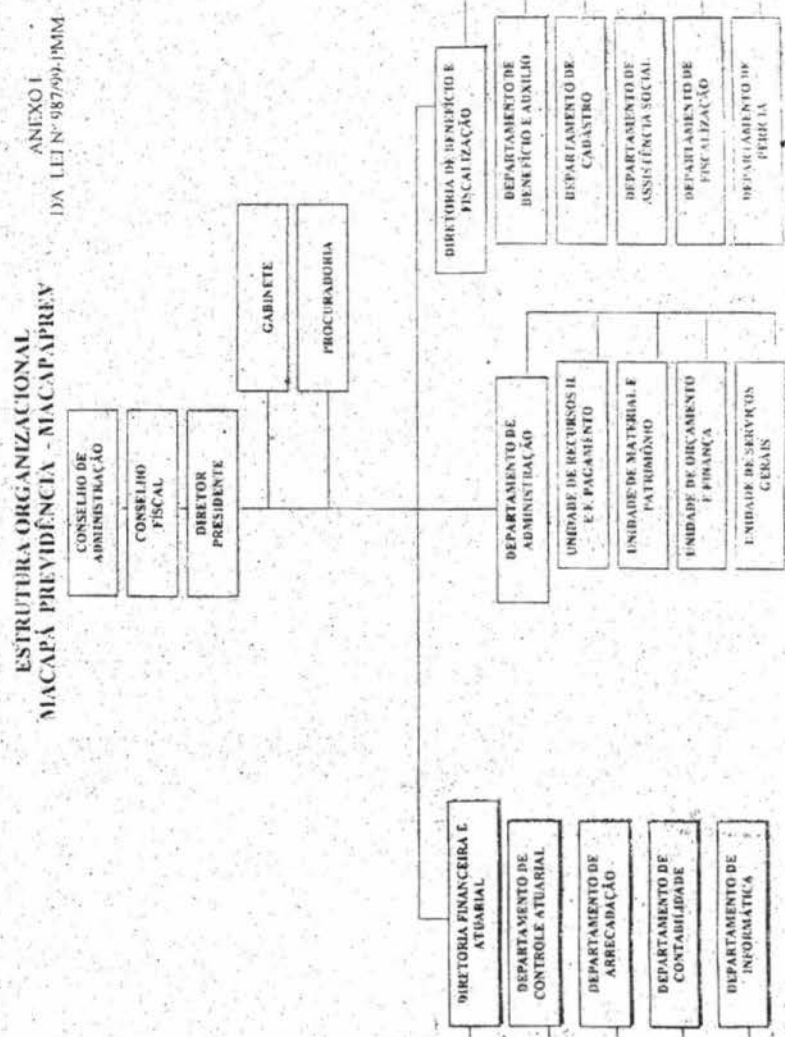 ESTRUTURA ORGANIZACIONAL
MACAPÁ PREVIDÊNCIA - MACAPÁPREV
ANEXO I
DA LEI Nº 987/99-PMM
CONSELHO DE
ADMINISTRAÇÃO
CONSELHO
FISCAL
DIRETOR
PRESIDENTE
GABINETE
PROCURADORIA
DIRETORIA FINANCEIRA E
ATUARIAL
DEPARTAMENTO DE
CONTROLE ATUARIAL
DEPARTAMENTO DE
ARRECADAÇÃO
DEPARTAMENTO DE
CONTABILIDADE
DEPARTAMENTO DE
INFORMÁTICA
DEPARTAMENTO DE
ADMINISTRAÇÃO
UNIDADE DE RECURSOS H.
E PAGAMENTO
UNIDADE DE MATERIAL E
PATRIMÔNIO
UNIDADE DE ORÇAMENTO
E FINANÇA
UNIDADE DE SERVIÇOS
GERAIS
DIRETORIA DE BENEFÍCIO E
FISCALIZAÇÃO
DEPARTAMENTO DE
BENEFÍCIO E AUXILIO
DEPARTAMENTO DE
CADASTRO
DEPARTAMENTO DE
ASSISTÊNCIA SOCIAL
DEPARTAMENTO DE
FISCALIZAÇÃO
DEPARTAMENTO DE
PERÍCIA